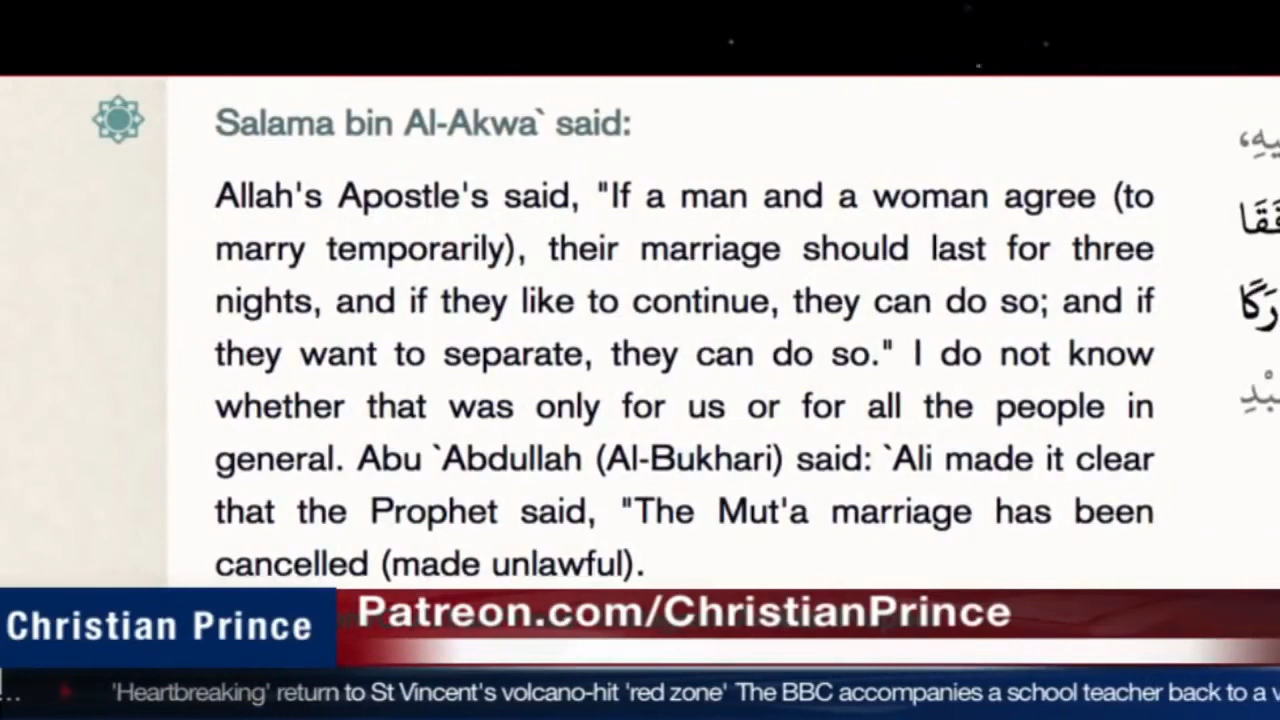 Salama bin Al-Akwa` said:
Allah's Apostle's said, "If a man and a woman agree (to
marry temporarily), their marriage should last for three
nights, and if they like to continue, they can do so; and if
they want to separate, they can do so." I do not know
whether that was only for us or for all the people in
general. Abu `Abdullah (Al-Bukhari) said: `Ali made it clear
that the Prophet said, "The Mut'a marriage has been
cancelled (made unlawful).
Christian Prince
Patreon.com/ChristianPrince
'Heartbreaking' return to St Vincent's volcano-hit 'red zone' The BBC accompanies a school teacher back to a v